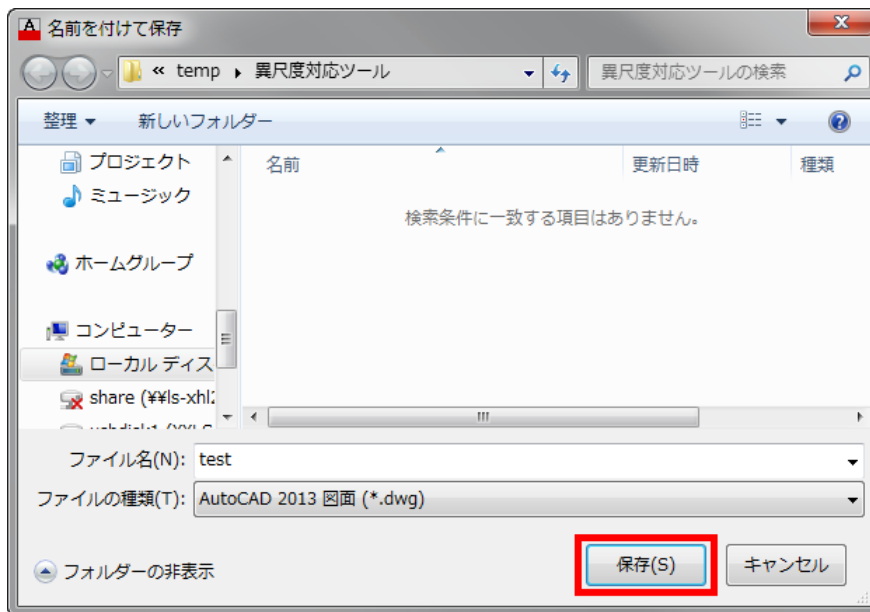 名前を付けて保存
« temp ▸ 異尺度対応ツール
異尺度対応ツールの検索
整理 ▼ 新しいフォルダー
プロジェクト
ミュージック
ホームグループ
コンピューター
ローカル ディス
share (¥¥ls-xhl2
名前 更新日時 種類
検索条件に一致する項目はありません。
ファイル名(N): test
ファイルの種類(T): AutoCAD 2013 図面 (*.dwg)
フォルダーの非表示
保存(S) キャンセル